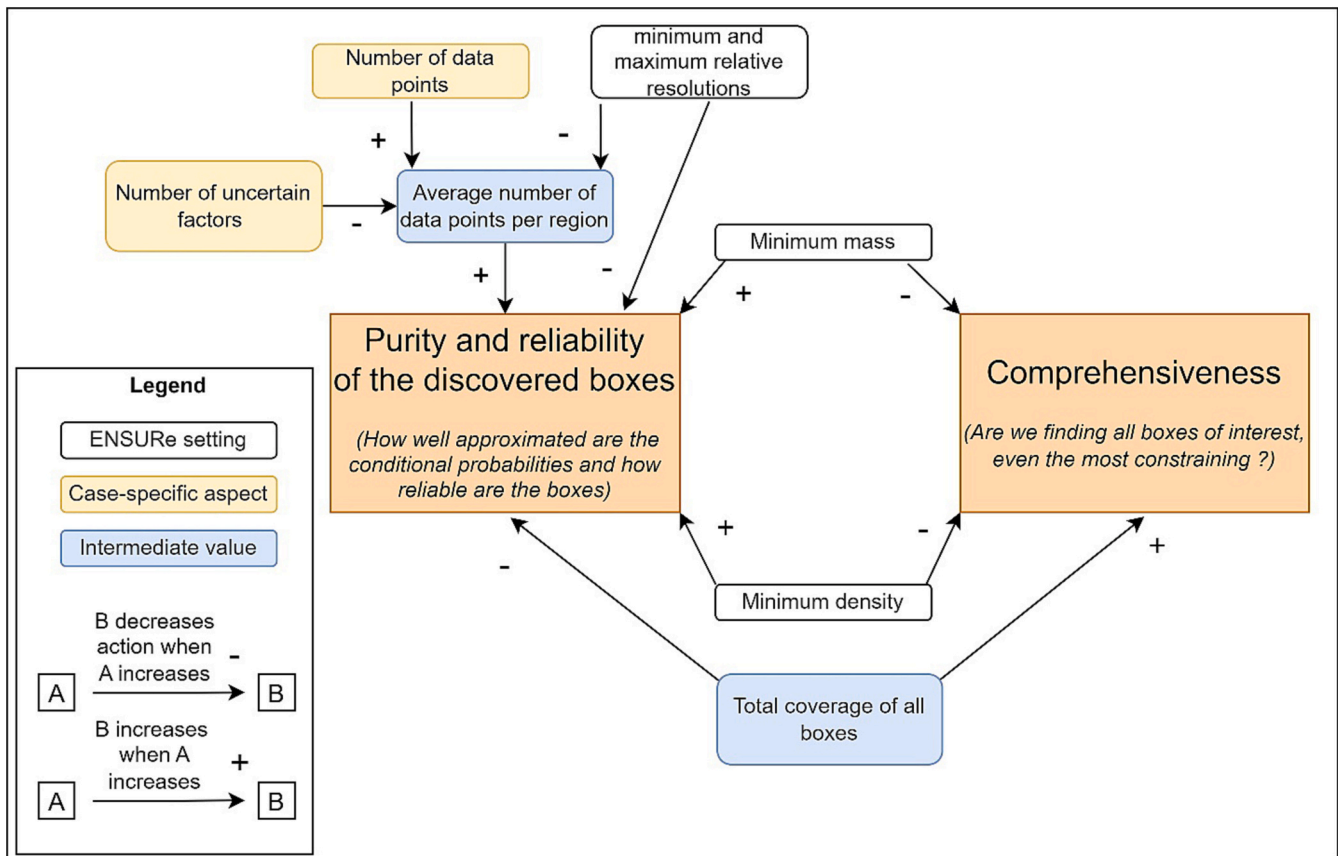 Number of data
points
minimum and
maximum relative
resolutions
+
-
Number of uncertain
factors
-
Average number of
data points per region
+
-
Minimum mass
+
-
Purity and reliability
of the discovered boxes
(How well approximated are the
conditional probabilities and how
reliable are the boxes)
Comprehensiveness
(Are we finding all boxes of interest,
even the most constraining ?)
+
-
Minimum density
-
+
Total coverage of all
boxes
Legend
ENSURe setting
Case-specific aspect
Intermediate value
B decreases
action when
A increases
-
A
B
B increases
when A
increases
+
A
B